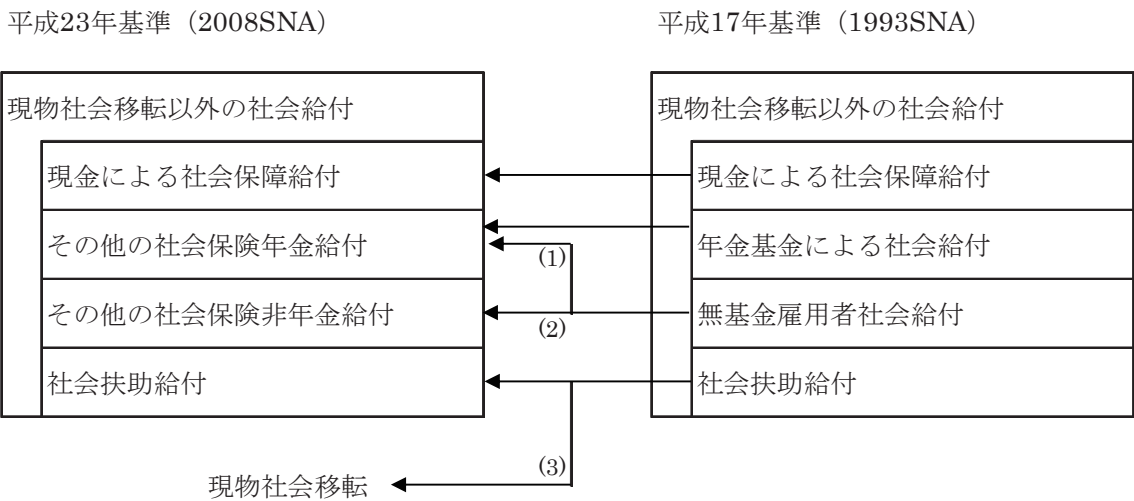 平成23年基準（2008SNA）
平成17年基準（1993SNA）
現物社会移転以外の社会給付
現物社会移転以外の社会給付
現金による社会保障給付
現金による社会保障給付
その他の社会保険年金給付
(1)
年金基金による社会給付
その他の社会保険非年金給付
(2)
無基金雇用者社会給付
社会扶助給付
社会扶助給付
(3)
現物社会移転